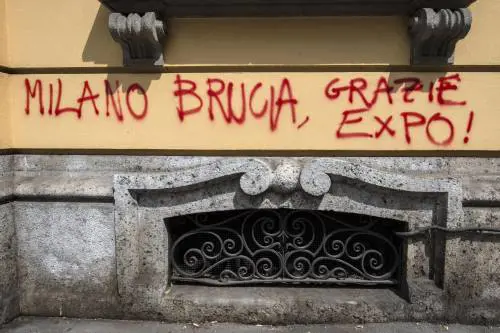 MILANO BRUCIA, GRAZIE
EXPO!